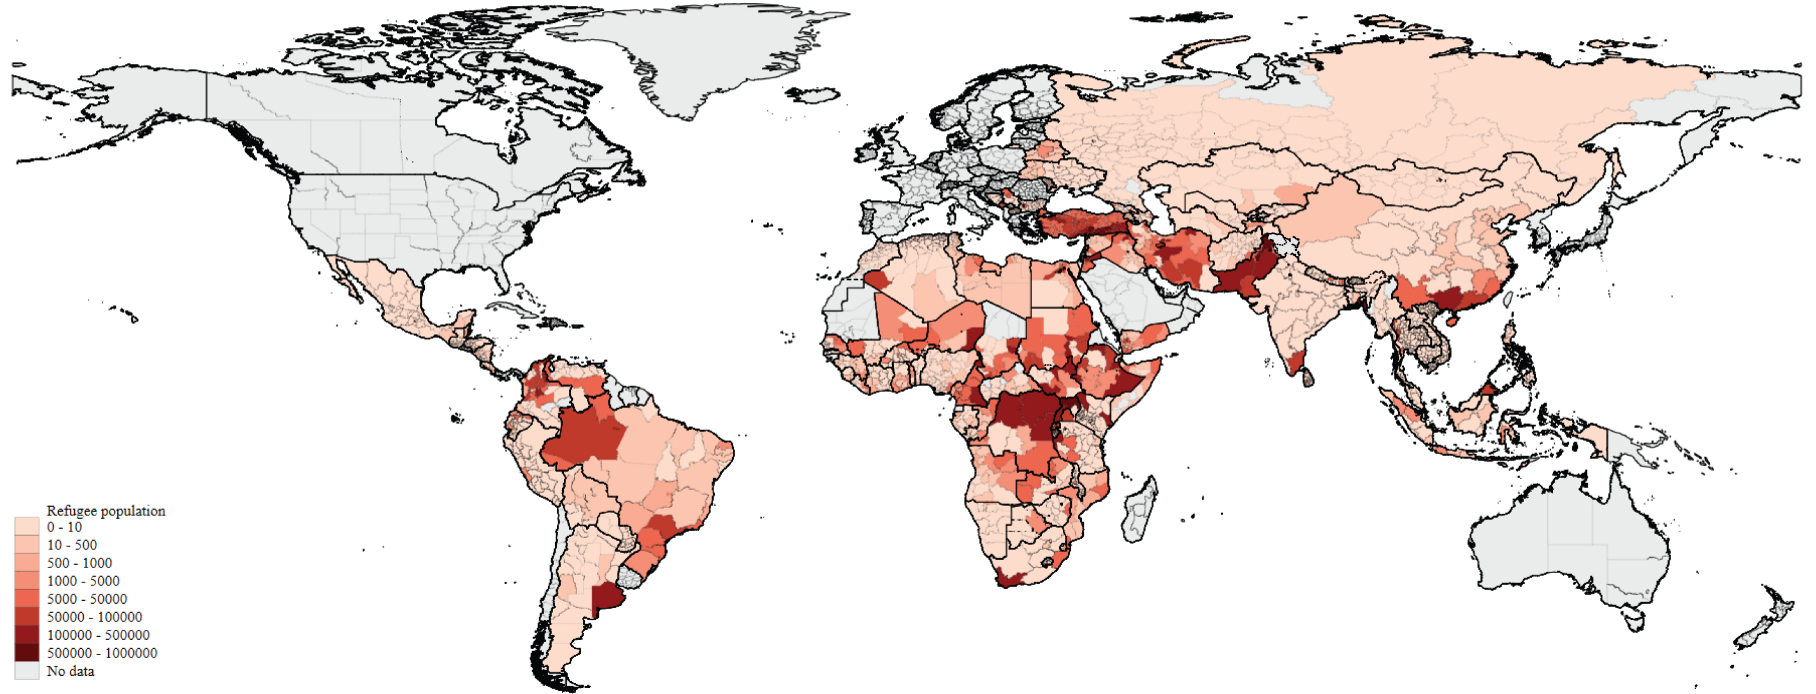 Refugee population
0 - 10
10 - 500
500 - 1000
1000 - 5000
5000 - 50000
50000 - 100000
100000 - 500000
500000 - 1000000
No data